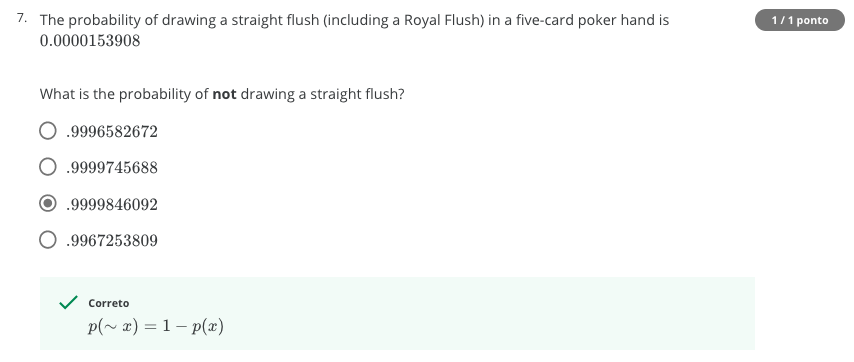 7. The probability of drawing a straight flush (including a Royal Flush) in a five-card poker hand is
0.0000153908
1 / 1 ponto
What is the probability of not drawing a straight flush?
.9996582672
.9999745688
.9999846092
.9967253809
Correto
p(∼ x) = 1 − p(x)